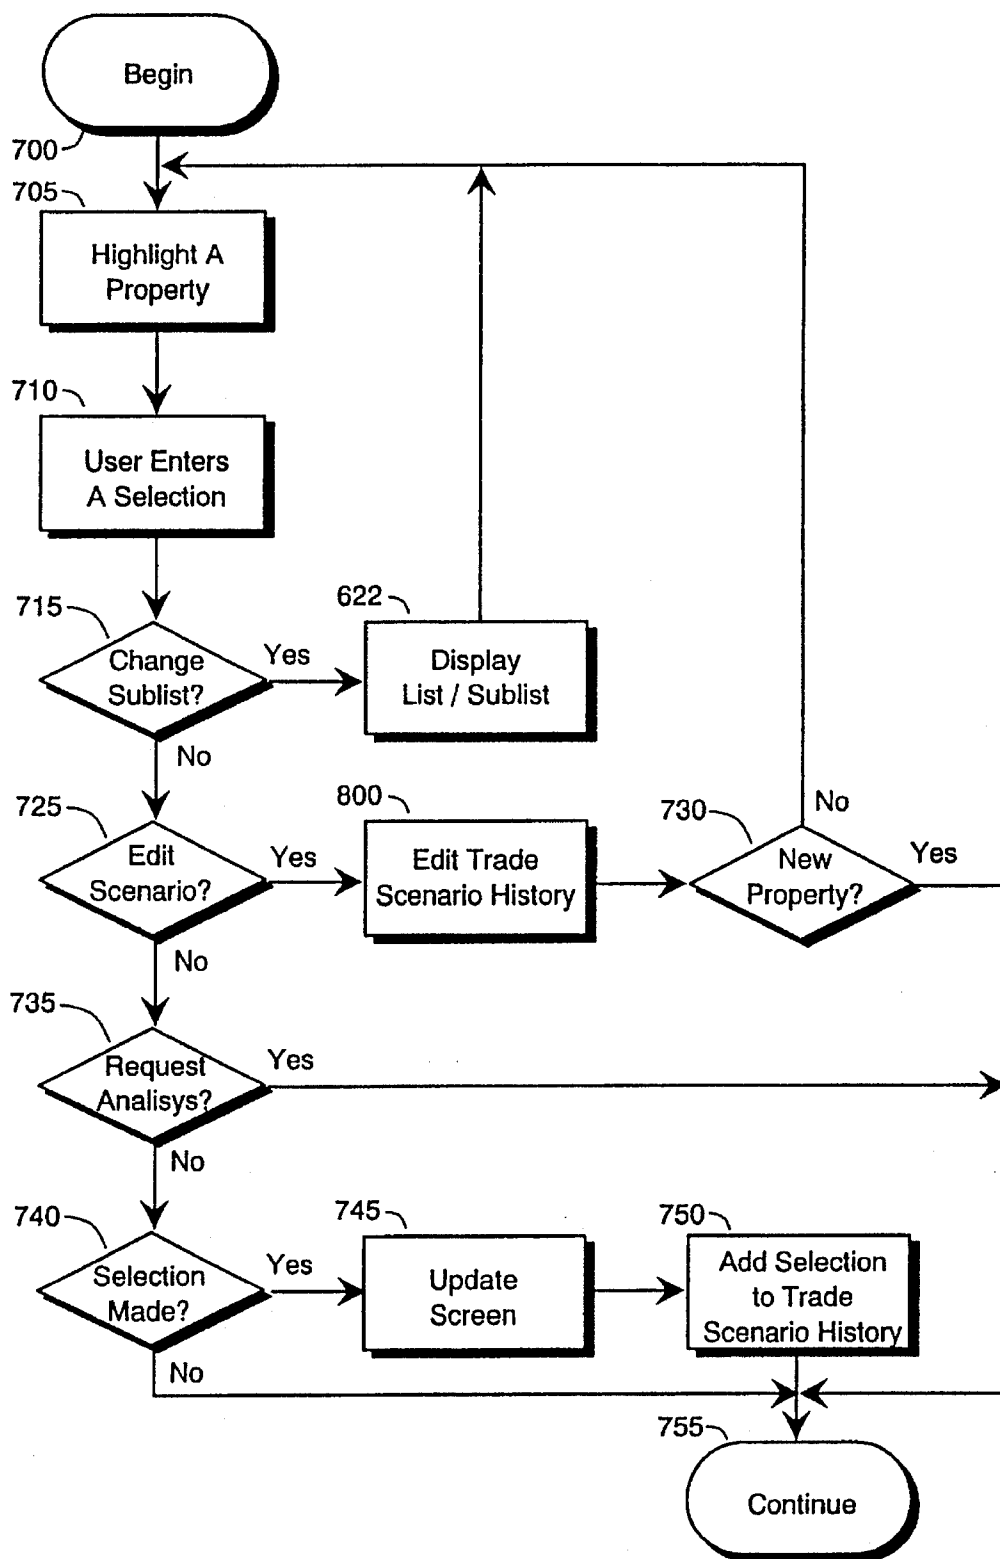 Begin
700
705
Highlight A
Property
710
User Enters
A Selection
715
Change
Sublist?
Yes
622
Display
List / Sublist
No
725
Edit
Scenario?
Yes
800
Edit Trade
Scenario History
730
New
Property?
No
Yes
No
735
Request
Analisys?
Yes
No
740
Selection
Made?
Yes
745
Update
Screen
750
Add Selection
to Trade
Scenario History
No
755
Continue